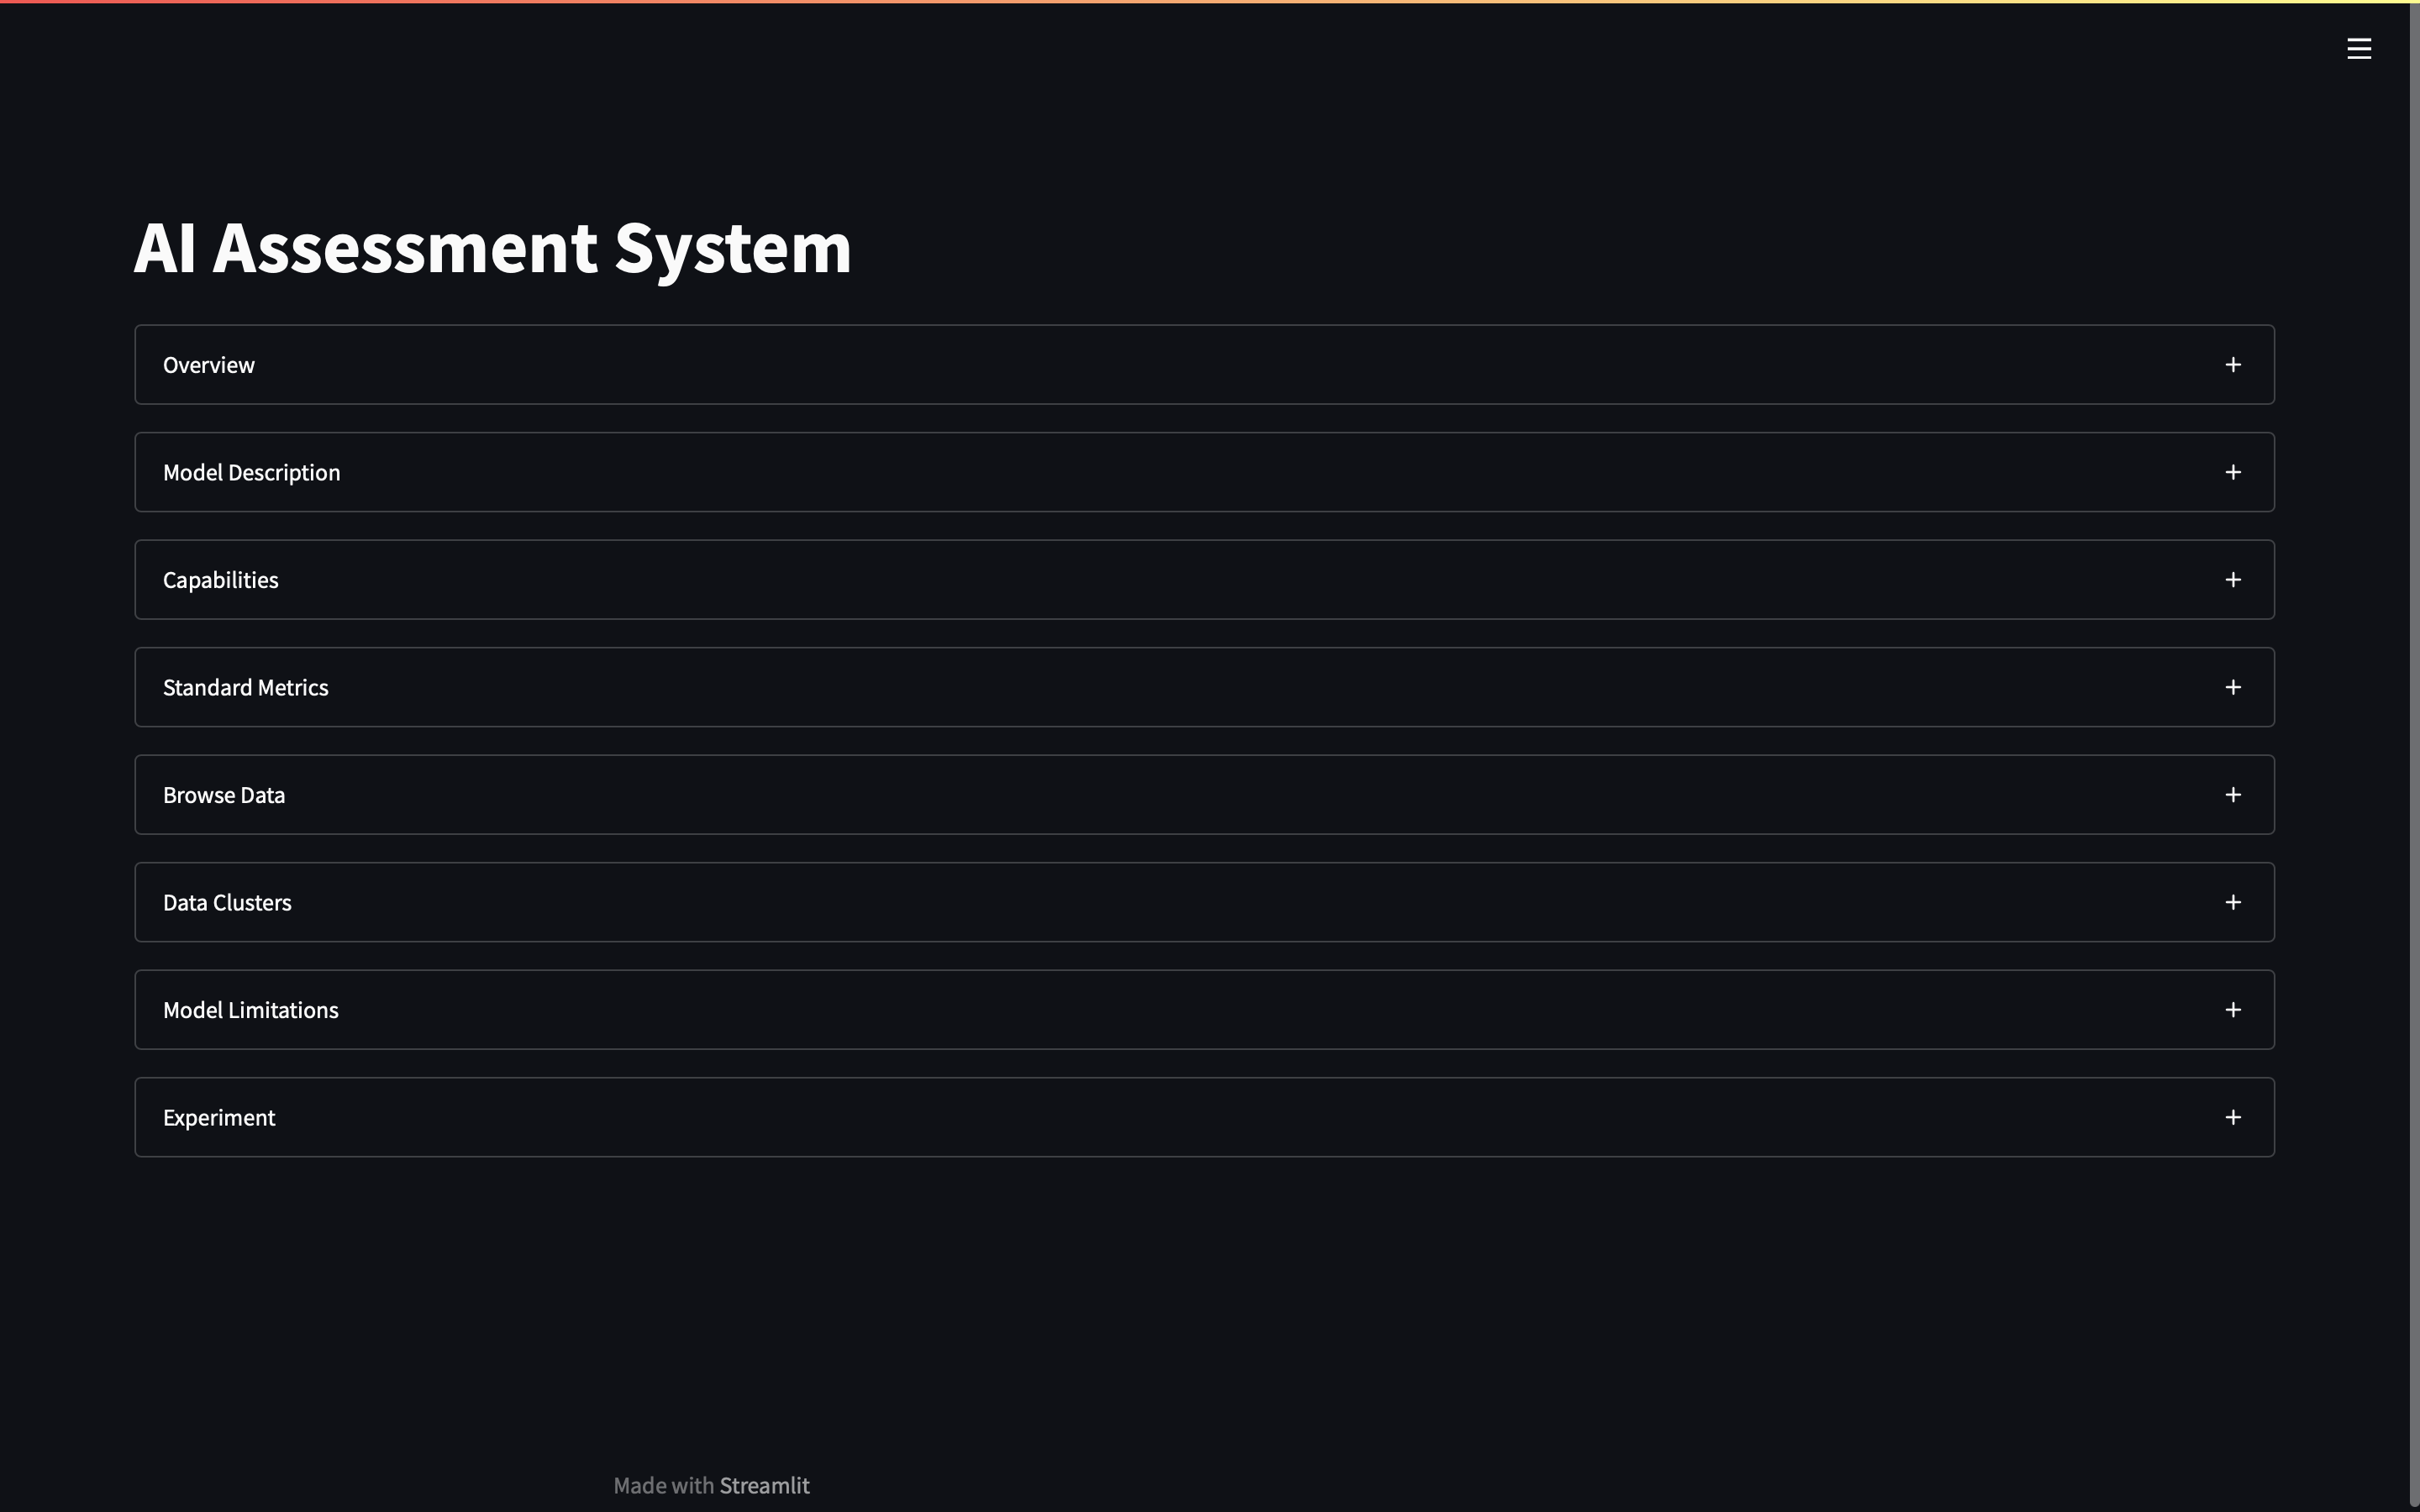 AI Assessment System
Overview
Model Description
Capabilities
Standard Metrics
Browse Data
Data Clusters
Model Limitations
Experiment
Made with Streamlit